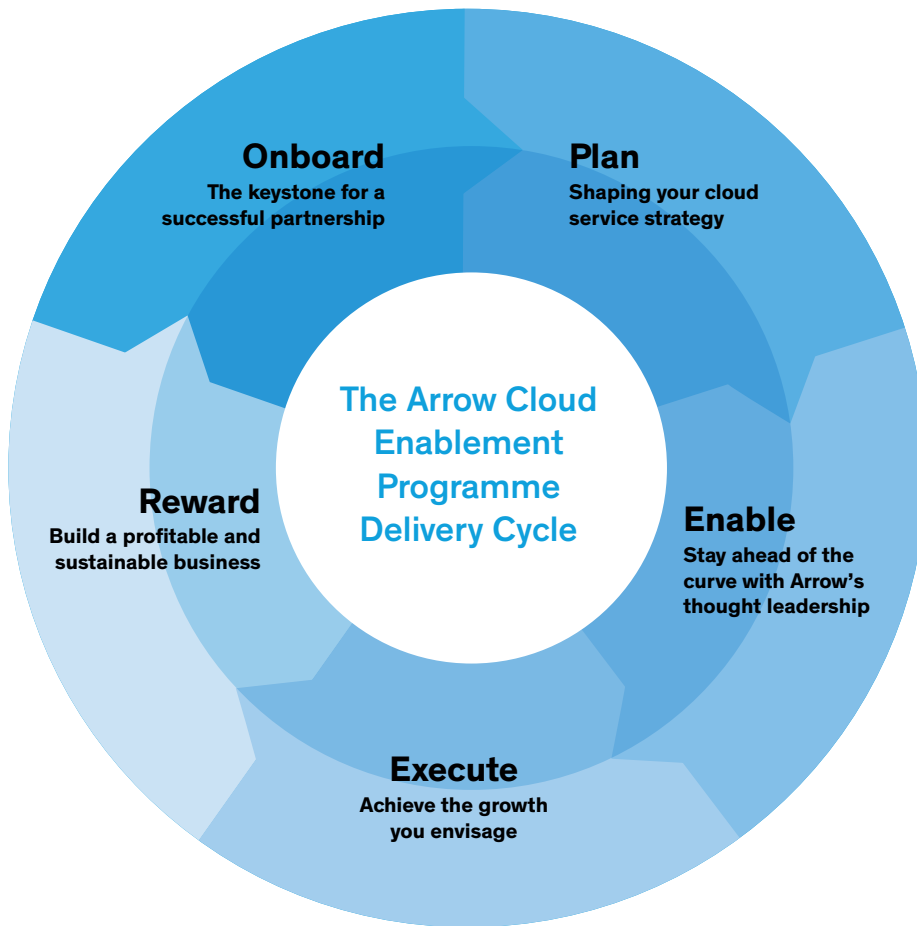 Onboard
The keystone for a
successful partnership
Plan
Shaping your cloud
service strategy
The Arrow Cloud
Enablement
Programme
Delivery Cycle
Enable
Stay ahead of the
curve with Arrow’s
thought leadership
Execute
Achieve the growth
you envisage
Reward
Build a profitable and
sustainable business